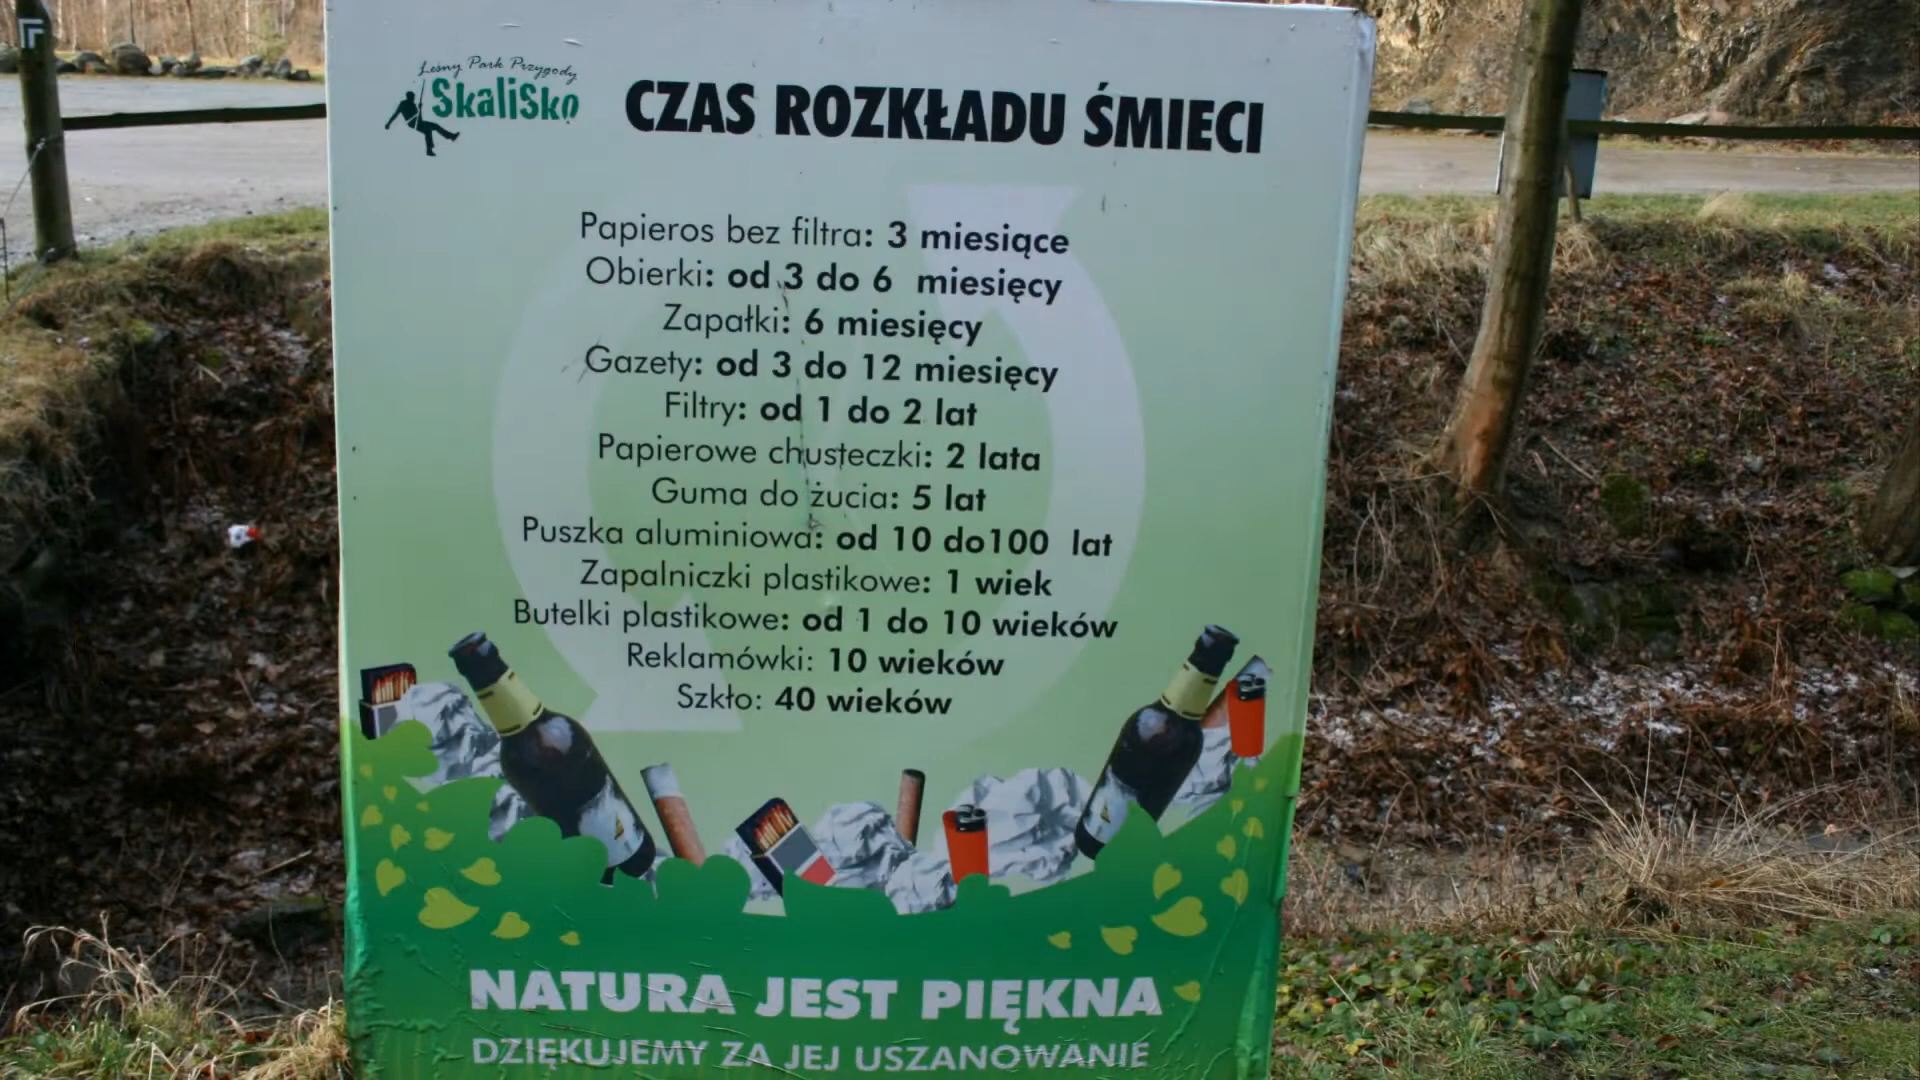 Leśny Park Przygody
Skalisko
CZAS ROZKŁADU ŚMIECI
Papieros bez filtra: 3 miesiące
Obierki: od 3 do 6 miesięcy
Zapałki: 6 miesięcy
Gazety: od 3 do 12 miesięcy
Filtry: od 1 do 2 lat
Papierowe chusteczki: 2 lata
Guma do żucia: 5 lat
Puszka aluminiowa: od 10 do100 lat
Zapalniczki plastikowe: 1 wiek
Butelki plastikowe: od 1 do 10 wieków
Reklamówki: 10 wieków
Szkło: 40 wieków
NATURA JEST PIĘKNA
DZIĘKUJEMY ZA JEJ USZANOWANIE